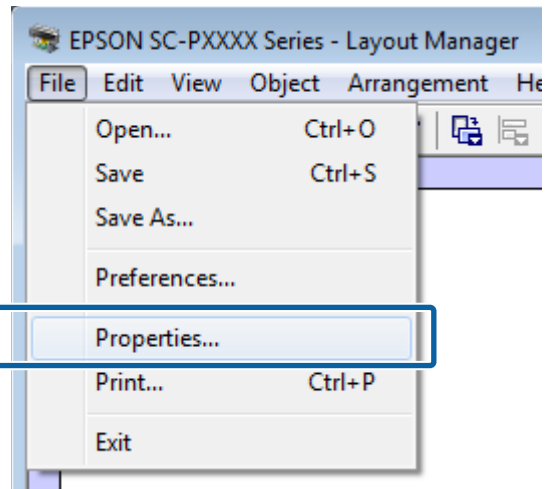 EPSON SC-PXXXX Series - Layout Manager
File Edit View Object Arrangement
Open... Ctrl+O
Save Ctrl+S
Save As...
Preferences...
Properties...
Print... Ctrl+P
Exit